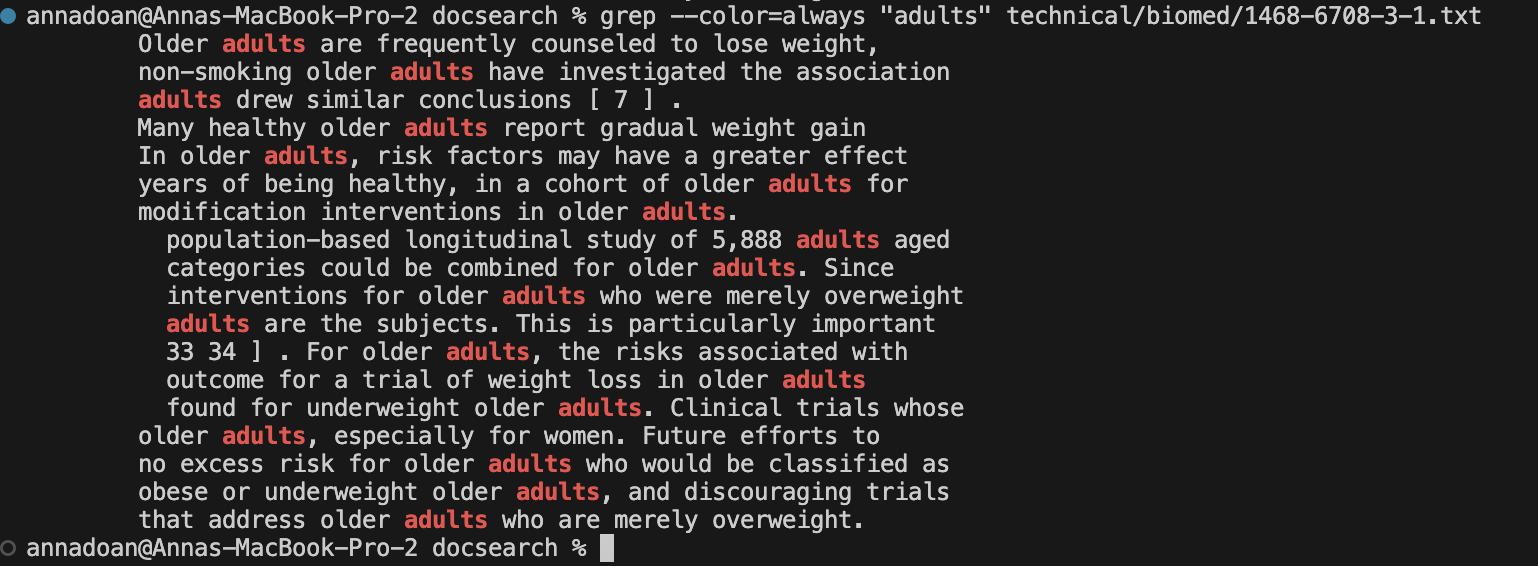 annadoan@Annas-MacBook-Pro-2 docsearch % grep --color=always "adults" technical/biomed/1468-6708-3-1.txt
Older adults are frequently counseled to lose weight,
non-smoking older adults have investigated the association
adults drew similar conclusions [ 7 ] .
Many healthy older adults report gradual weight gain
In older adults, risk factors may have a greater effect
years of being healthy, in a cohort of older adults for
modification interventions in older adults.
population-based longitudinal study of 5,888 adults aged
categories could be combined for older adults. Since
interventions for older adults who were merely overweight
adults are the subjects. This is particularly important
33 34 ] . For older adults, the risks associated with
outcome for a trial of weight loss in older adults
found for underweight older adults. Clinical trials whose
older adults, especially for women. Future efforts to
no excess risk for older adults who would be classified as
obese or underweight older adults, and discouraging trials
that address older adults who are merely overweight.
annadoan@Annas-MacBook-Pro-2 docsearch %